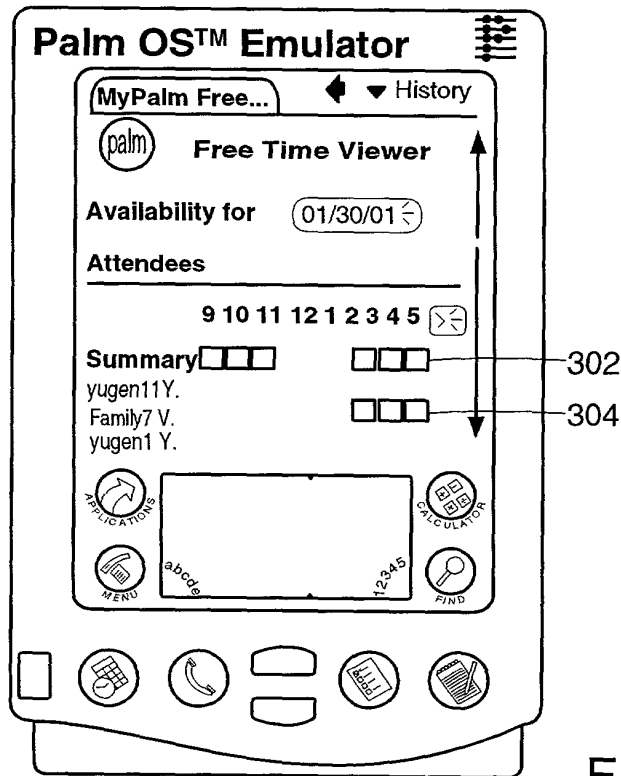 Palm OS™ Emulator
MyPalm Free... History
palm Free Time Viewer
Availability for 01/30/01
Attendees
9 10 11 12 1 2 3 4 5
Summary 302
yugen11Y.
Family7 V. 304
yugen1 Y.
APPLICATIONS CALCULATOR
abcde 12345
MENU FIND